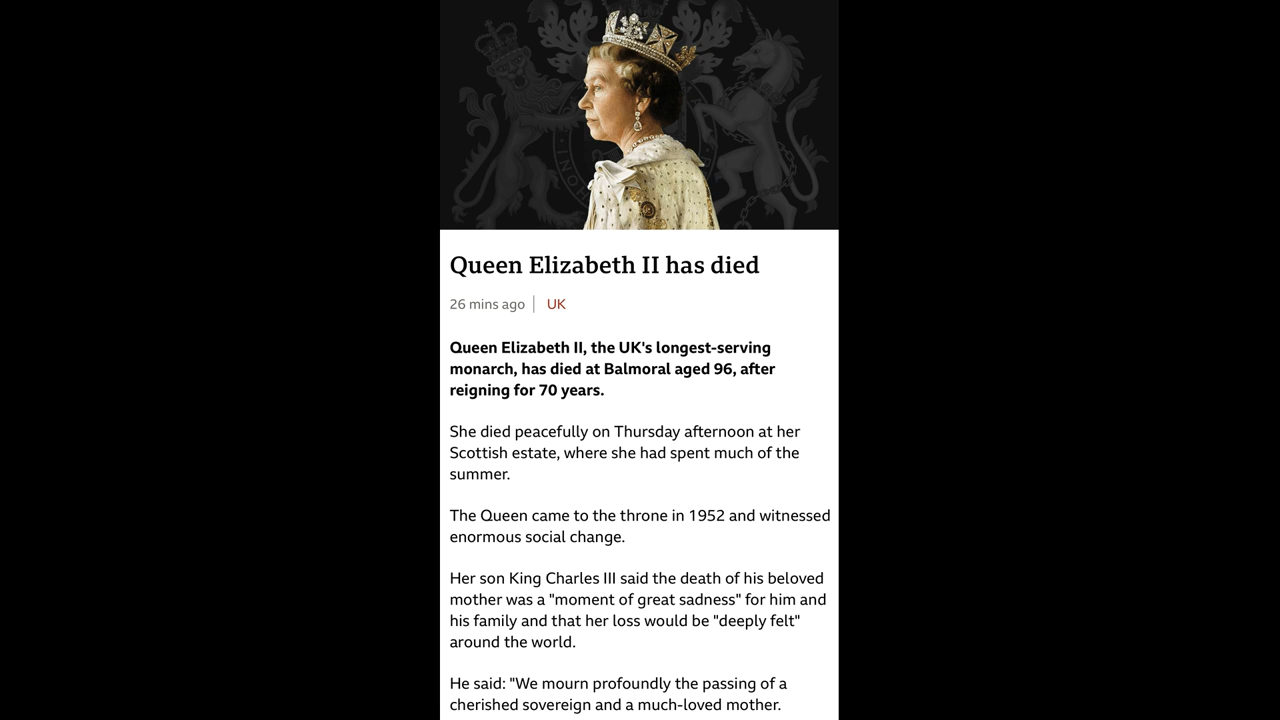 Queen Elizabeth II has died
26 mins ago
UK
Queen Elizabeth II, the UK's longest-serving
monarch, has died at Balmoral aged 96, after
reigning for 70 years.
She died peacefully on Thursday afternoon at her
Scottish estate, where she had spent much of the
summer.
The Queen came to the throne in 1952 and witnessed
enormous social change.
Her son King Charles III said the death of his beloved
mother was a "moment of great sadness" for him and
his family and that her loss would be "deeply felt"
around the world.
He said: "We mourn profoundly the passing of a
cherished sovereign and a much-loved mother.